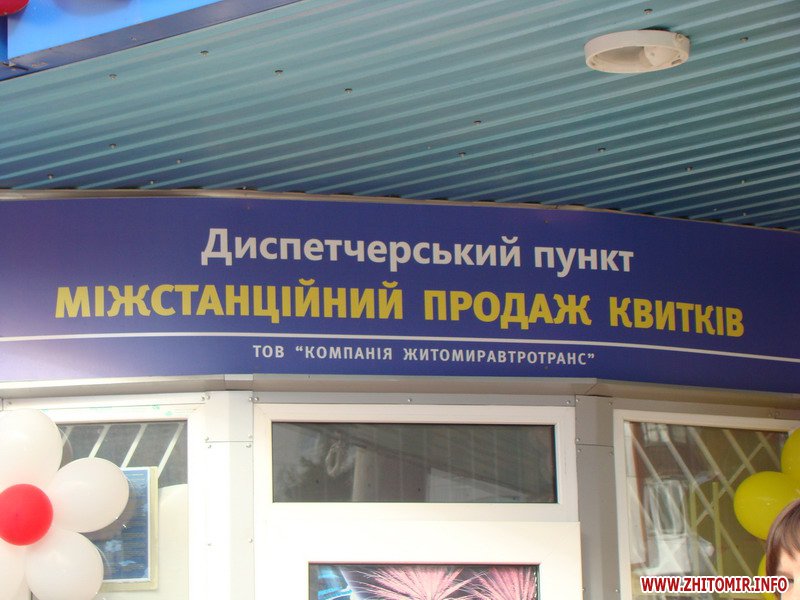 Диспетчерський пункт
МІЖСТАНЦІЙНИЙ ПРОДАЖ КВИТКІВ
ТОВ "КОМПАНІЯ ЖИТОМИРАВТРОТРАНС"
WWW.ZHITOMIR.INFO